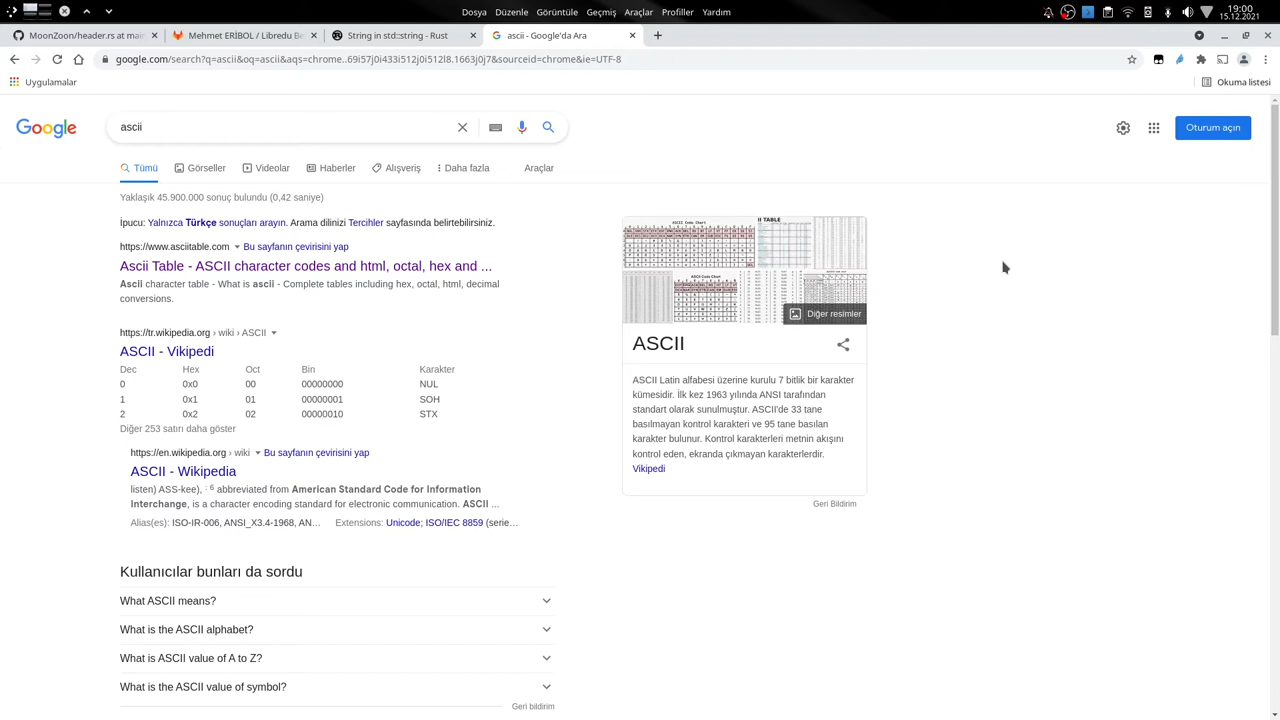 Dosya Düzenle Görüntüle Geçmiş Araçlar Profiller Yardım
19:00
15.12.2021
MoonZoon/header.rs at mai
Mehmet ERİBOL / Libredu Be
String in std::string - Rust
ascii - Google'da Ara
google.com/search?q=ascii&oq=ascii&aqs=chrome..69i57j0i433i512j0i512l8.1663j0j7&sourceid=chrome&ie=UTF-8
Uygulamalar
Okuma listesi
Google
ascii
Oturum açın
Tümü Görseller Videolar Haberler Alışveriş Daha fazla Araçlar
Yaklaşık 45.900.000 sonuç bulundu (0,42 saniye)
İpucu: Yalnızca Türkçe sonuçları arayın. Arama dilinizi Tercihler sayfasında belirtebilirsiniz.
https://www.asciitable.com Bu sayfanın çevirisini yap
Ascii Table - ASCII character codes and html, octal, hex and ...
Ascii character table - What is ascii - Complete tables including hex, octal, html, decimal
conversions.
https://tr.wikipedia.org › wiki › ASCII
ASCII - Vikipedi
Dec Hex Oct Bin Karakter
0 0x0 00 00000000 NUL
1 0x1 01 00000001 SOH
2 0x2 02 00000010 STX
Diğer 253 satırı daha göster
https://en.wikipedia.org › wiki Bu sayfanın çevirisini yap
ASCII - Wikipedia
listen) ASS-kee), : 6 abbreviated from American Standard Code for Information
Interchange, is a character encoding standard for electronic communication. ASCII ...
Alias(es): ISO-IR-006, ANSI_X3.4-1968, AN… Extensions: Unicode; ISO/IEC 8859 (serie…
Kullanıcılar bunları da sordu
What ASCII means?
What is the ASCII alphabet?
What is ASCII value of A to Z?
What is the ASCII value of symbol?
Geri bildirim
ASCII Code Chart
II TABLE
ASCII Code Chart
Diğer resimler
ASCII
ASCII Latin alfabesi üzerine kurulu 7 bitlik bir karakter
kümesidir. İlk kez 1963 yılında ANSI tarafından
standart olarak sunulmuştur. ASCII'de 33 tane
basılmayan kontrol karakteri ve 95 tane basılan
karakter bulunur. Kontrol karakterleri metnin akışını
kontrol eden, ekranda çıkmayan karakterlerdir.
Vikipedi
Geri Bildirim